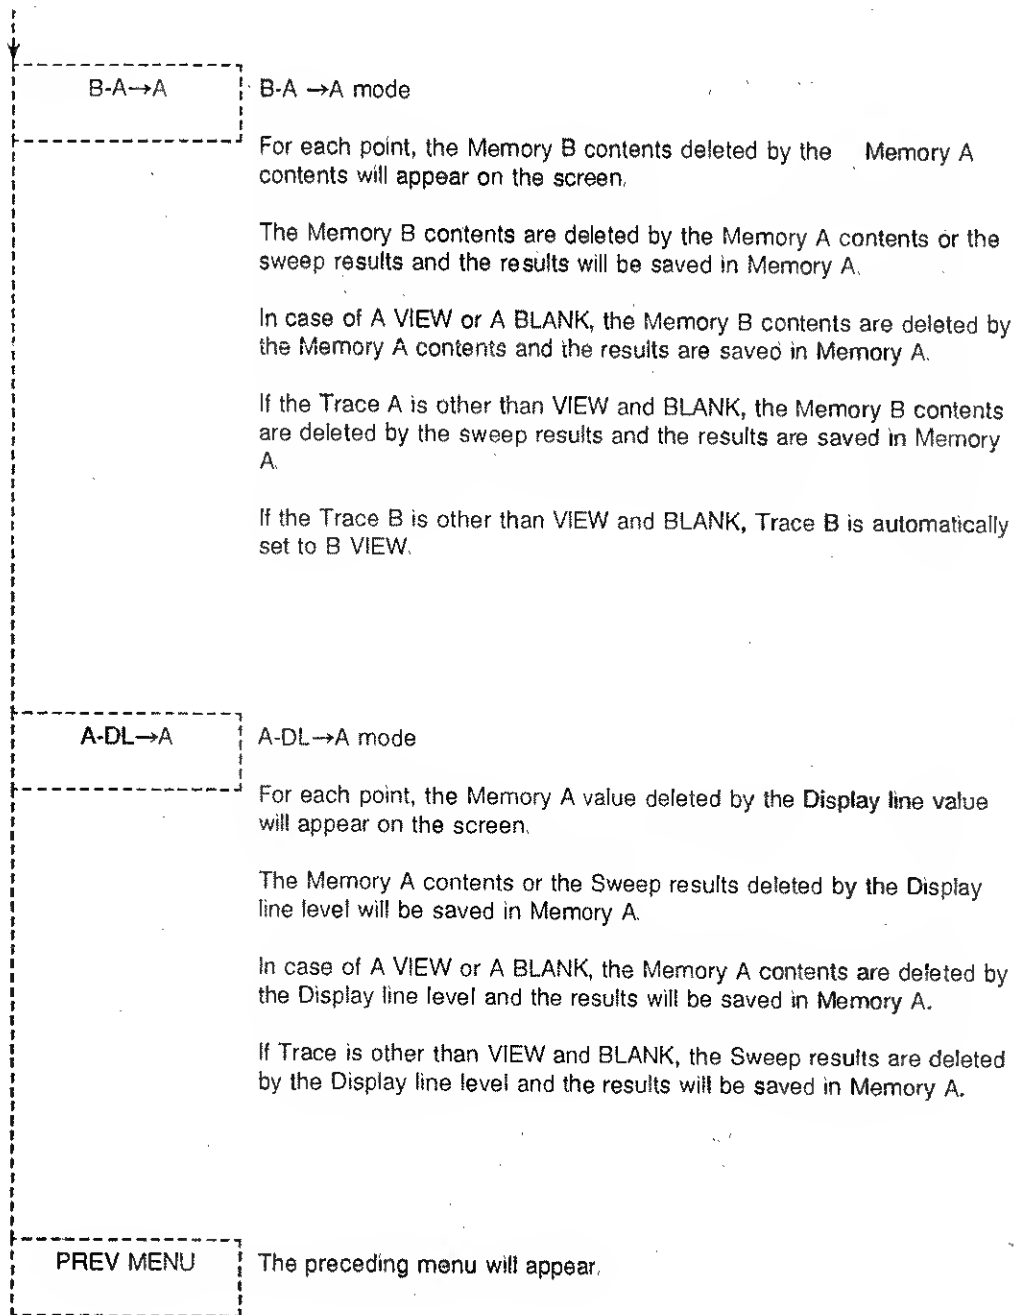 B-A→A
B-A →A mode
For each point, the Memory B contents deleted by the Memory A
contents will appear on the screen.
The Memory B contents are deleted by the Memory A contents or the
sweep results and the results will be saved in Memory A.
In case of A VIEW or A BLANK, the Memory B contents are deleted by
the Memory A contents and the results are saved in Memory A.
If the Trace A is other than VIEW and BLANK, the Memory B contents
are deleted by the sweep results and the results are saved in Memory
A.
If the Trace B is other than VIEW and BLANK, Trace B is automatically
set to B VIEW.
A-DL→A
A-DL→A mode
For each point, the Memory A value deleted by the Display line value
will appear on the screen.
The Memory A contents or the Sweep results deleted by the Display
line level will be saved in Memory A.
In case of A VIEW or A BLANK, the Memory A contents are deleted by
the Display line level and the results will be saved in Memory A.
If Trace is other than VIEW and BLANK, the Sweep results are deleted
by the Display line level and the results will be saved in Memory A.
PREV MENU
The preceding menu will appear.